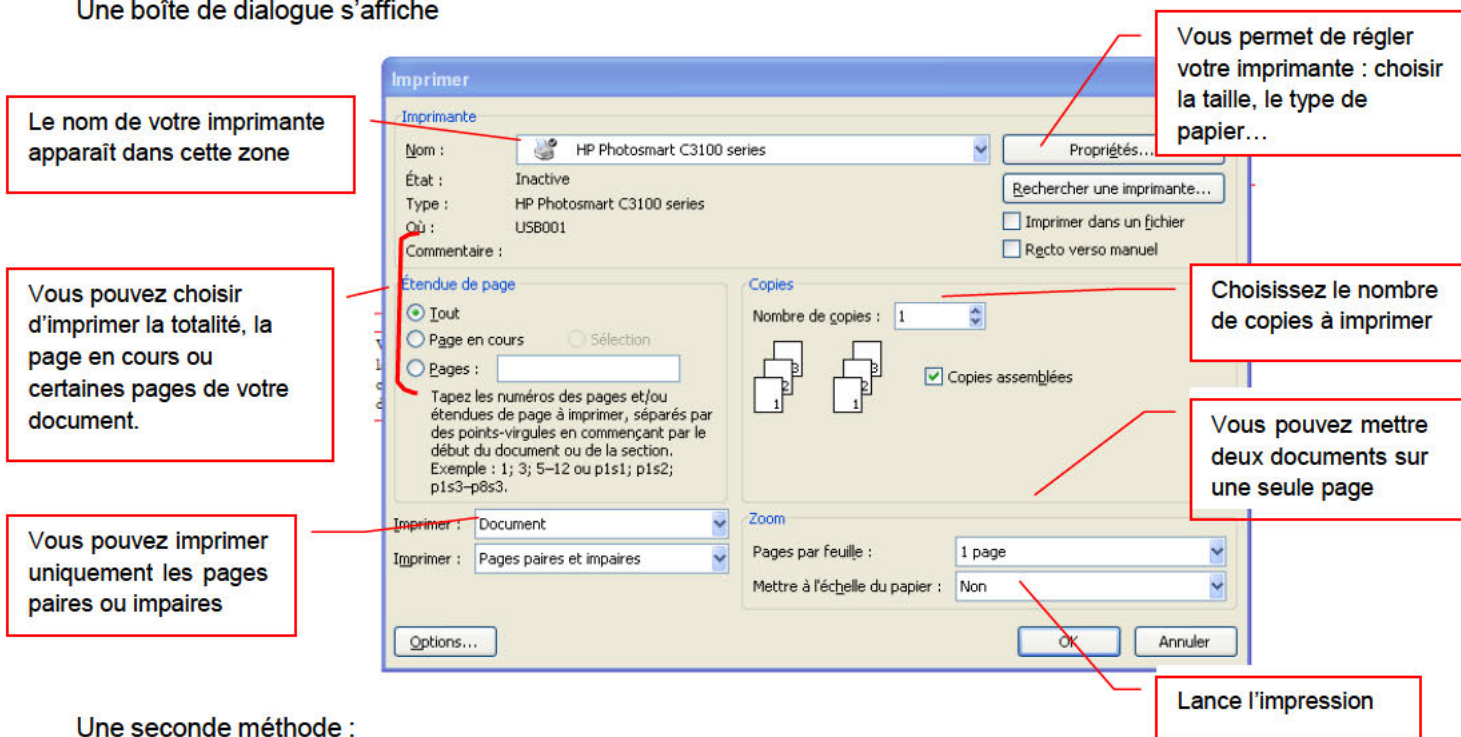 Une boîte de dialogue s’affiche
Vous permet de régler
votre imprimante : choisir
la taille, le type de
papier…
Le nom de votre imprimante
apparaît dans cette zone
Imprimer
Imprimante
Nom :
HP Photosmart C3100 series
Propriétés...
État :
Inactive
Rechercher une imprimante...
Type :
HP Photosmart C3100 series
Où :
USB001
Imprimer dans un fichier
Commentaire :
Recto verso manuel
Vous pouvez choisir
d’imprimer la totalité, la
page en cours ou
certaines pages de votre
document.
Étendue de page
Tout
Page en cours
Sélection
Pages :
Tapez les numéros des pages et/ou
étendues de page à imprimer, séparés par
des points-virgules en commençant par le
début du document ou de la section.
Exemple : 1; 3; 5–12 ou p1s1; p1s2;
p1s3–p8s3.
Copies
Nombre de copies : 1
3
2
1
3
2
1
Copies assemblées
Choisissez le nombre
de copies à imprimer
Vous pouvez mettre
deux documents sur
une seule page
Vous pouvez imprimer
uniquement les pages
paires ou impaires
Imprimer : Document
Imprimer : Pages paires et impaires
Zoom
Pages par feuille : 1 page
Mettre à l'échelle du papier : Non
Options...
OK
Annuler
Lance l’impression
Une seconde méthode :